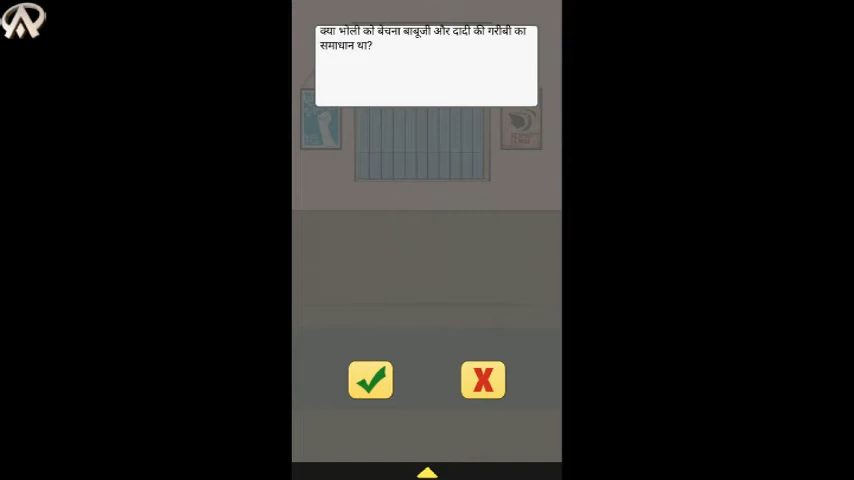 क्या भोली को बेचना बाबूजी और दादी की गरीबी का
समाधान था?